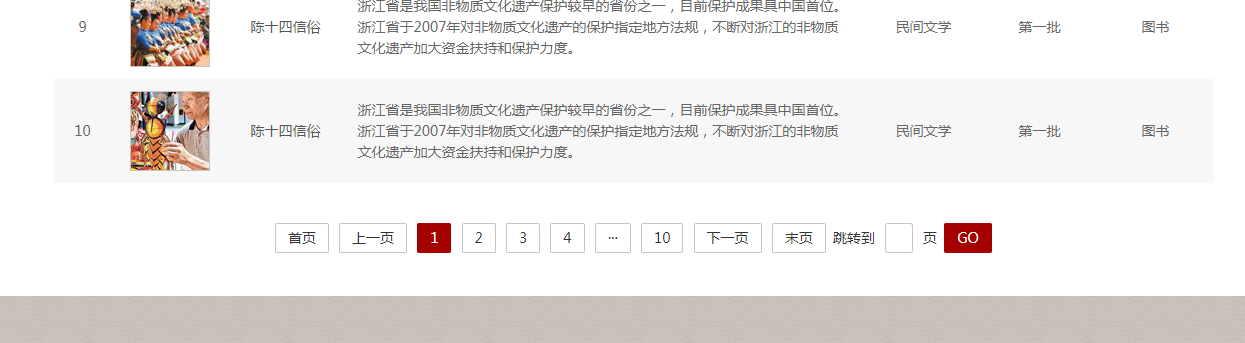 浙江省是我国非物质文化遗产保护较早的省份之一，目前保护成果具中国首位。
9 陈十四信俗 浙江省于2007年对非物质文化遗产的保护指定地方法规，不断对浙江的非物质 民间文学 第一批 图书
文化遗产加大资金扶持和保护力度。
浙江省是我国非物质文化遗产保护较早的省份之一，目前保护成果具中国首位。
10 陈十四信俗 浙江省于2007年对非物质文化遗产的保护指定地方法规，不断对浙江的非物质 民间文学 第一批 图书
文化遗产加大资金扶持和保护力度。
首页 上一页 1 2 3 4 ··· 10 下一页 末页 跳转到 页 GO